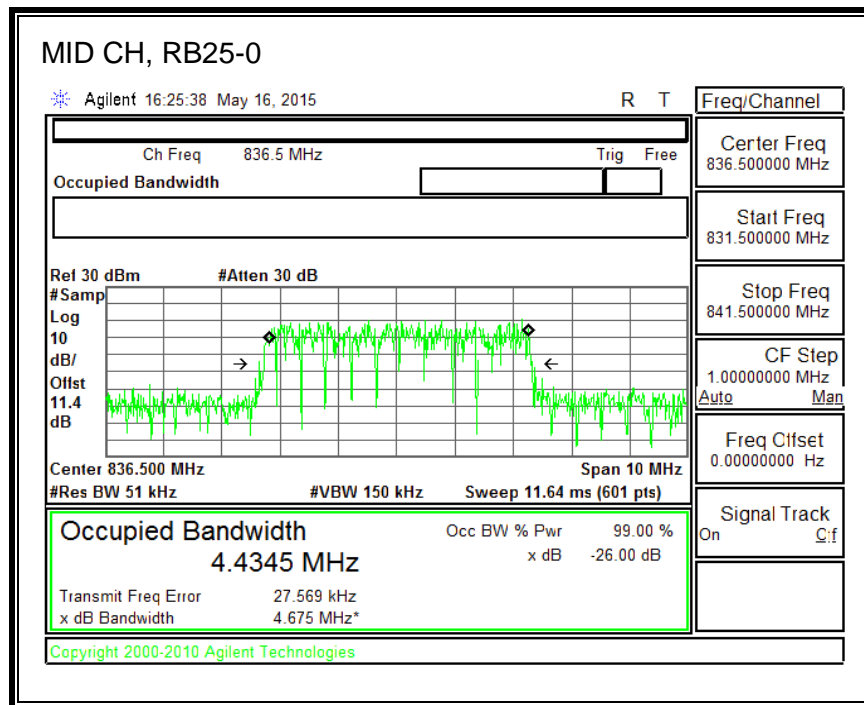 MID CH, RB25-0
Agilent 16:25:38 May 16, 2015 R T
Ch Freq 836.5 MHz Trig Free
Occupied Bandwidth
Ref 30 dBm #Atten 30 dB
#Samp
Log
10
dB/
Offst
11.4
dB
Center 836.500 MHz Span 10 MHz
#Res BW 51 kHz #VBW 150 kHz Sweep 11.64 ms (601 pts)
Occupied Bandwidth
4.4345 MHz
Occ BW % Pwr 99.00 %
x dB -26.00 dB
Transmit Freq Error 27.569 kHz
x dB Bandwidth 4.675 MHz*
Copyright 2000-2010 Agilent Technologies
Freq/Channel
Center Freq
836.500000 MHz
Start Freq
831.500000 MHz
Stop Freq
841.500000 MHz
CF Step
1.00000000 MHz
Auto Man
Freq Offset
0.00000000 Hz
Signal Track
On Off